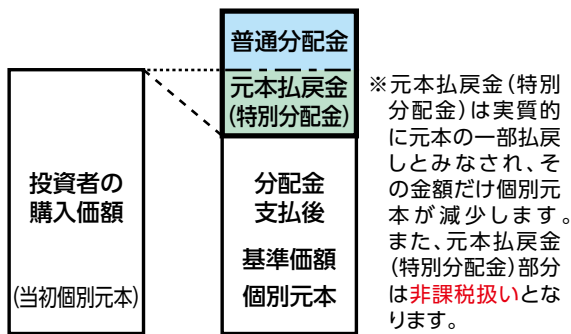 普通分配金
元本払戻金
(特別分配金)
投資者の
購入価額
(当初個別元本)
分配金
支払後
基準価額
個別元本
※元本払戻金(特別
分配金)は実質的
に元本の一部払戻
しとみなされ、そ
の金額だけ個別元
本が減少します。
また、元本払戻金
(特別分配金)部分
は非課税扱いとな
ります。